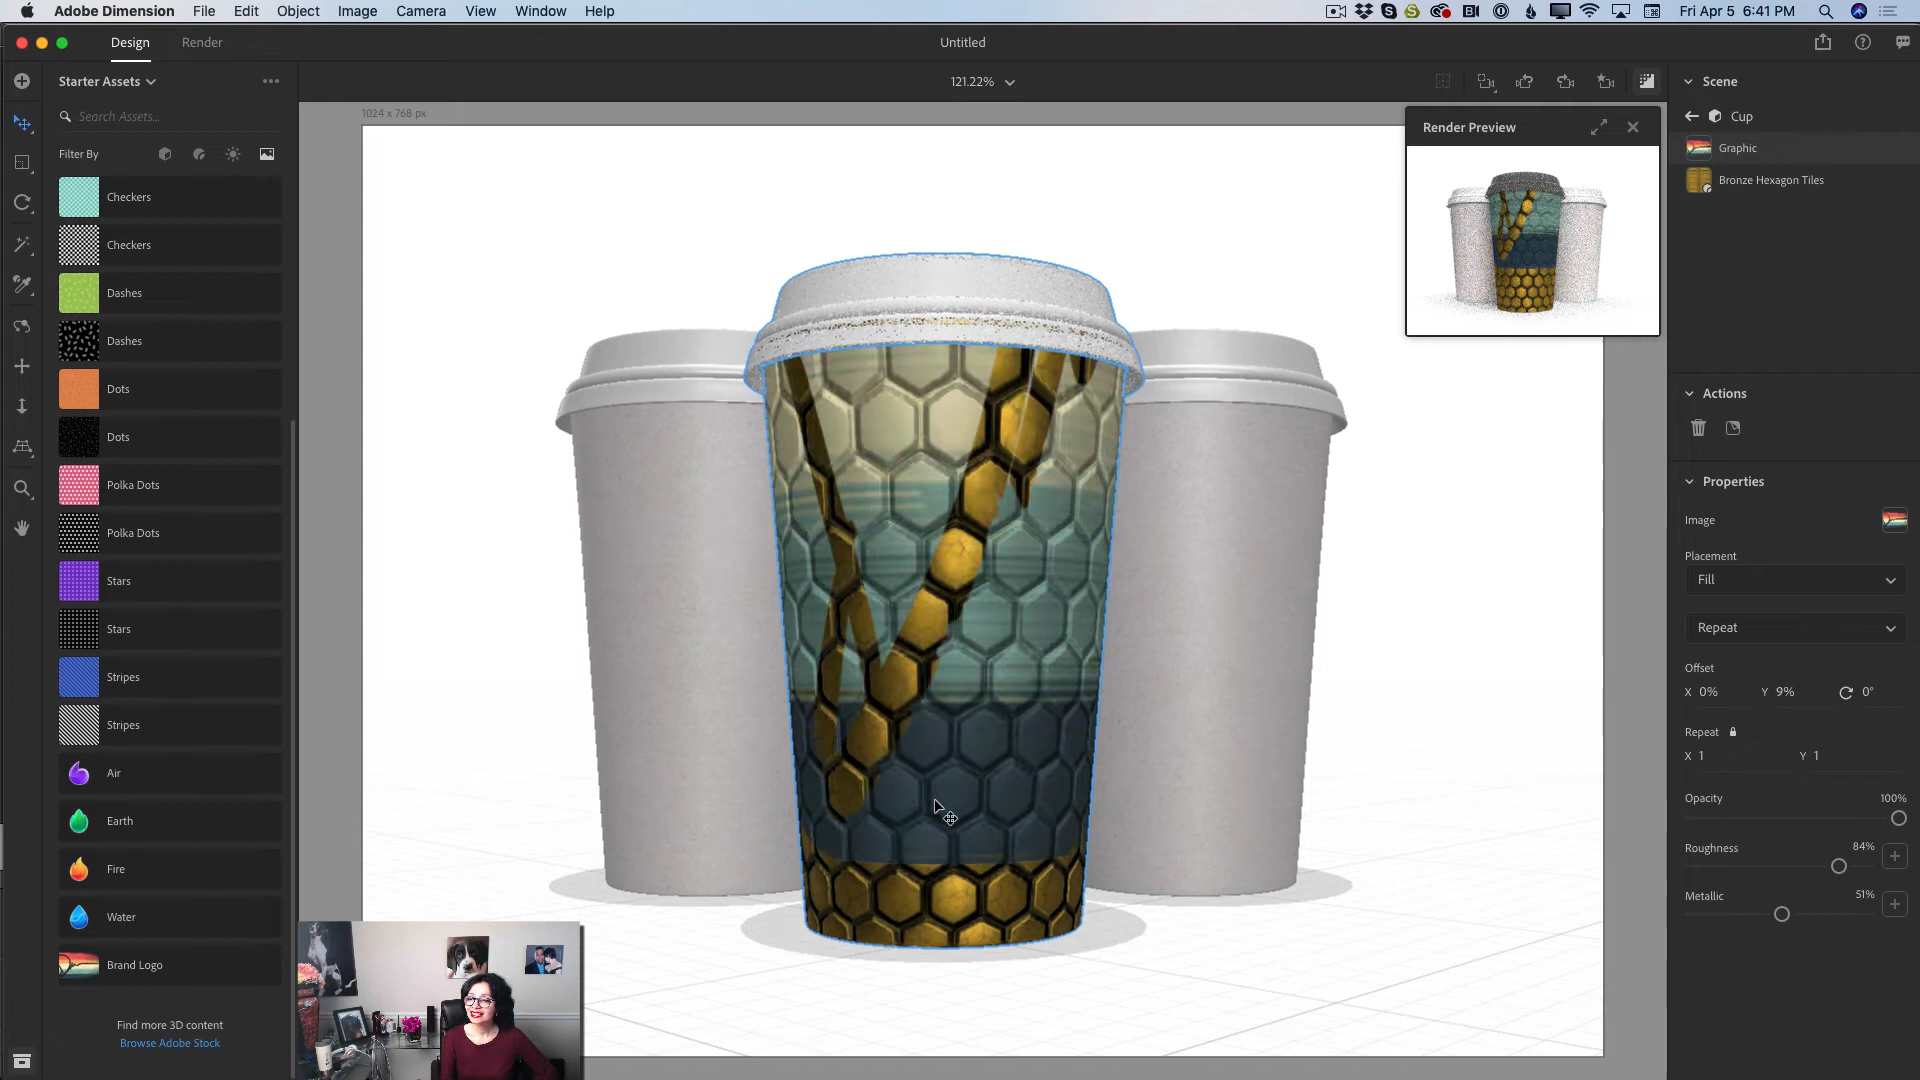 Adobe Dimension File Edit Object Image Camera View Window Help
Fri Apr 5 6:41 PM
Design Render
Untitled
Starter Assets
121.22%
Search Assets...
Filter By
1024 x 768 px
Checkers
Checkers
Dashes
Dashes
Dots
Dots
Polka Dots
Polka Dots
Stars
Stars
Stripes
Stripes
Air
Earth
Fire
Water
Brand Logo
Find more 3D content
Browse Adobe Stock
Render Preview
Scene
Cup
Graphic
Bronze Hexagon Tiles
Actions
Properties
Image
Placement
Fill
Repeat
Offset
X 0% Y 9% 0°
Repeat
X 1 Y 1
Opacity 100%
Roughness 84%
Metallic 51%